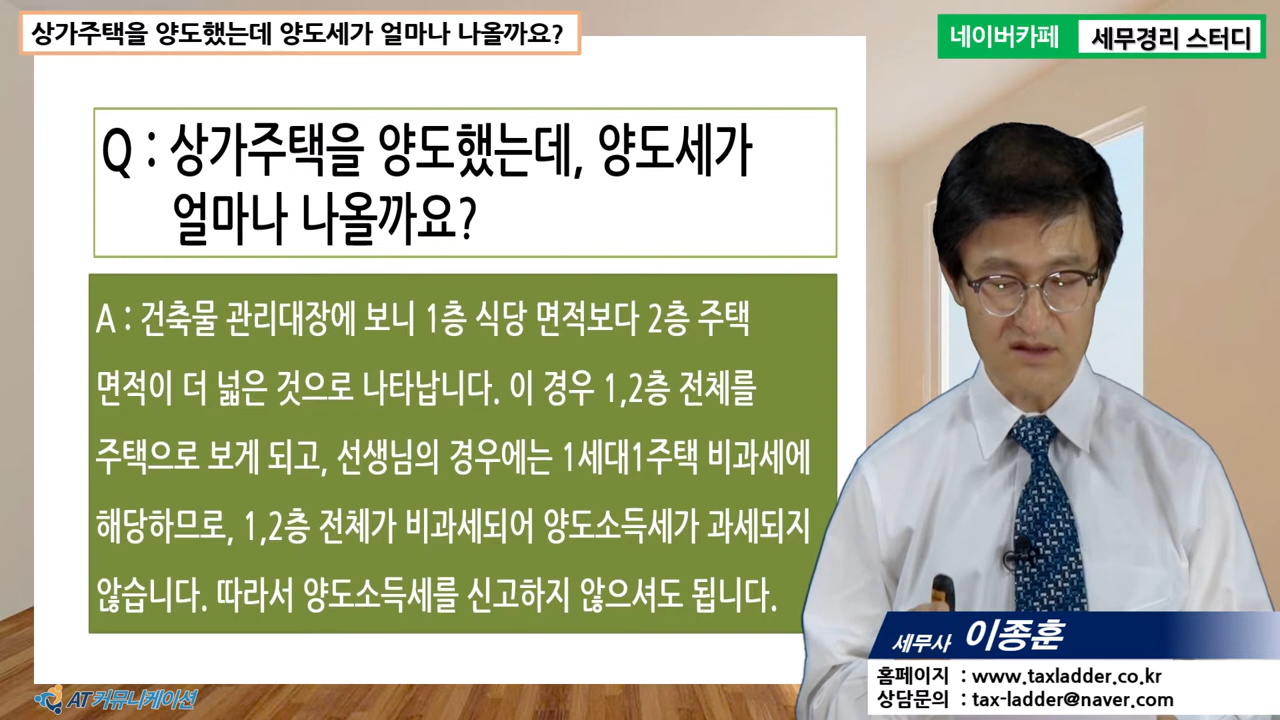 상가주택을 양도했는데 양도세가 얼마나 나올까요?
네이버카페 세무경리 스터디
Q : 상가주택을 양도했는데, 양도세가
얼마나 나올까요?
A : 건축물 관리대장에 보니 1층 식당 면적보다 2층 주택
면적이 더 넓은 것으로 나타납니다. 이 경우 1,2층 전체를
주택으로 보게 되고, 선생님의 경우에는 1세대1주택 비과세에
해당하므로, 1,2층 전체가 비과세되어 양도소득세가 과세되지
않습니다. 따라서 양도소득세를 신고하지 않으셔도 됩니다.
세무사 이종훈
홈페이지 : www.taxladder.co.kr
상담문의 : tax-ladder@naver.com
AT커뮤니케이션